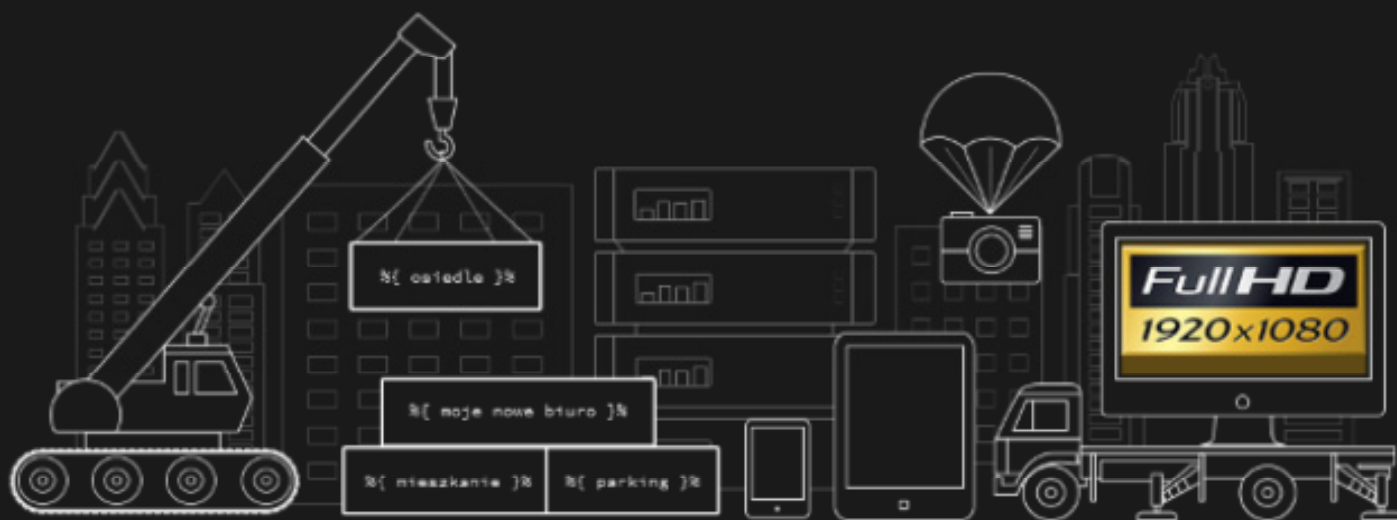 %{ osiedle }%
Full HD
1920x1080
%{ moje nowe biuro }%
%{ mieszkanie }%
%{ parking }%